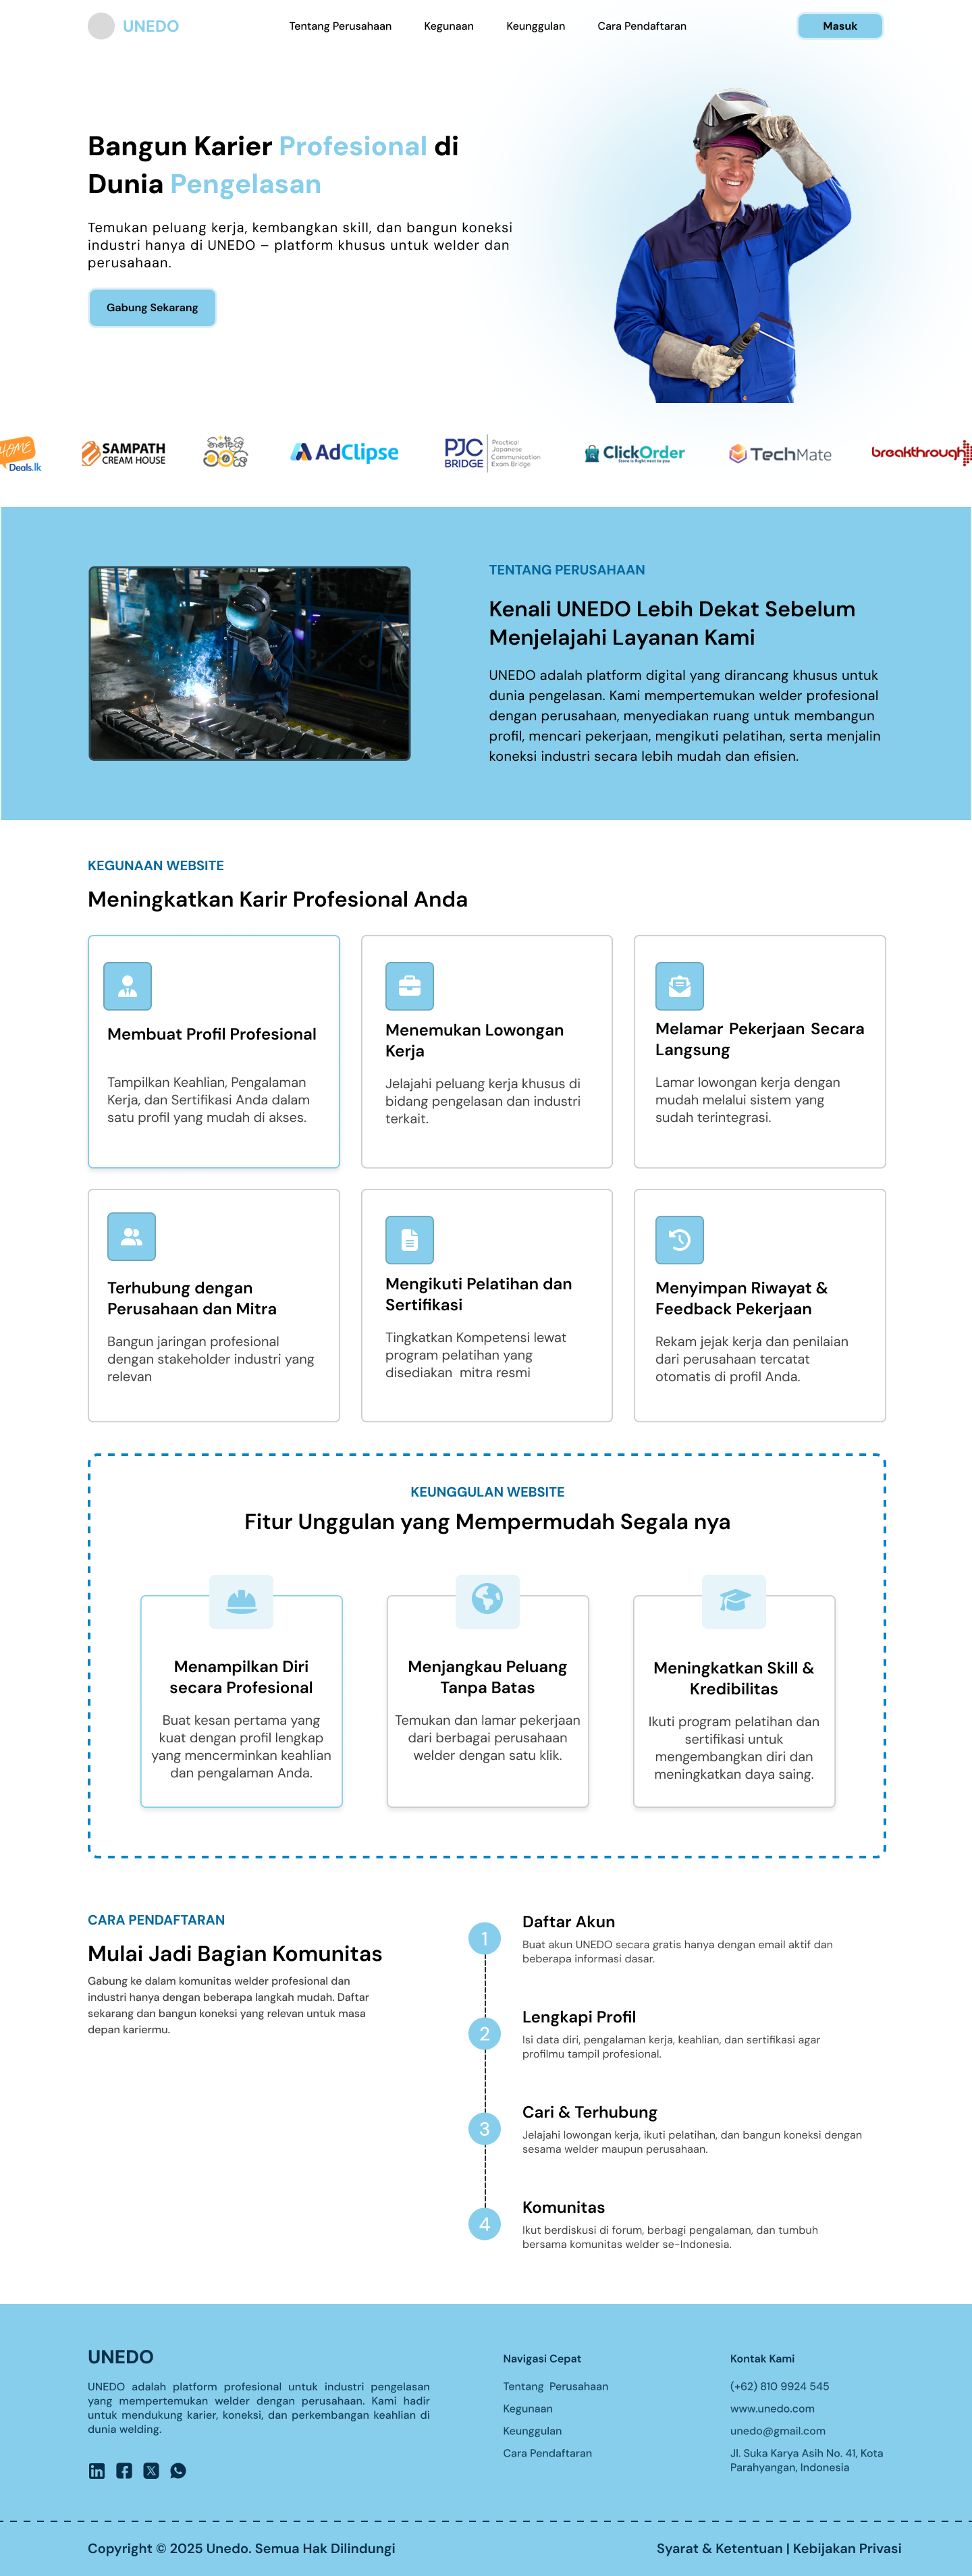 UNEDO
Tentang Perusahaan
Kegunaan
Keunggulan
Cara Pendaftaran
Masuk
Bangun Karier Profesional di
Dunia Pengelasan
Temukan peluang kerja, kembangkan skill, dan bangun koneksi
industri hanya di UNEDO – platform khusus untuk welder dan
perusahaan.
Gabung Sekarang
HOME
Deals.lk
SAMPATH
CREAM HOUSE
AdClipse
PJC
BRIDGE
Practical
Japanese
Communication
Exam Bridge
ClickOrder
Store is Right next to you
TechMate
breakthrough
TENTANG PERUSAHAAN
Kenali UNEDO Lebih Dekat Sebelum
Menjelajahi Layanan Kami
UNEDO adalah platform digital yang dirancang khusus untuk
dunia pengelasan. Kami mempertemukan welder profesional
dengan perusahaan, menyediakan ruang untuk membangun
profil, mencari pekerjaan, mengikuti pelatihan, serta menjalin
koneksi industri secara lebih mudah dan efisien.
KEGUNAAN WEBSITE
Meningkatkan Karir Profesional Anda
Membuat Profil Profesional
Tampilkan Keahlian, Pengalaman
Kerja, dan Sertifikasi Anda dalam
satu profil yang mudah di akses.
Menemukan Lowongan
Kerja
Jelajahi peluang kerja khusus di
bidang pengelasan dan industri
terkait.
Melamar Pekerjaan Secara
Langsung
Lamar lowongan kerja dengan
mudah melalui sistem yang
sudah terintegrasi.
Terhubung dengan
Perusahaan dan Mitra
Bangun jaringan profesional
dengan stakeholder industri yang
relevan
Mengikuti Pelatihan dan
Sertifikasi
Tingkatkan Kompetensi lewat
program pelatihan yang
disediakan  mitra resmi
Menyimpan Riwayat &
Feedback Pekerjaan
Rekam jejak kerja dan penilaian
dari perusahaan tercatat
otomatis di profil Anda.
KEUNGGULAN WEBSITE
Fitur Unggulan yang Mempermudah Segala nya
Menampilkan Diri
secara Profesional
Buat kesan pertama yang
kuat dengan profil lengkap
yang mencerminkan keahlian
dan pengalaman Anda.
Menjangkau Peluang
Tanpa Batas
Temukan dan lamar pekerjaan
dari berbagai perusahaan
welder dengan satu klik.
Meningkatkan Skill &
Kredibilitas
Ikuti program pelatihan dan
sertifikasi untuk
mengembangkan diri dan
meningkatkan daya saing.
CARA PENDAFTARAN
Mulai Jadi Bagian Komunitas
Gabung ke dalam komunitas welder profesional dan
industri hanya dengan beberapa langkah mudah. Daftar
sekarang dan bangun koneksi yang relevan untuk masa
depan kariermu.
1
Daftar Akun
Buat akun UNEDO secara gratis hanya dengan email aktif dan
beberapa informasi dasar.
2
Lengkapi Profil
Isi data diri, pengalaman kerja, keahlian, dan sertifikasi agar
profilmu tampil profesional.
3
Cari & Terhubung
Jelajahi lowongan kerja, ikuti pelatihan, dan bangun koneksi dengan
sesama welder maupun perusahaan.
4
Komunitas
Ikut berdiskusi di forum, berbagi pengalaman, dan tumbuh
bersama komunitas welder se-Indonesia.
UNEDO
UNEDO adalah platform profesional untuk industri pengelasan
yang mempertemukan welder dengan perusahaan. Kami hadir
untuk mendukung karier, koneksi, dan perkembangan keahlian di
dunia welding.
Navigasi Cepat
Tentang  Perusahaan
Kegunaan
Keunggulan
Cara Pendaftaran
Kontak Kami
(+62) 810 9924 545
www.unedo.com
unedo@gmail.com
Jl. Suka Karya Asih No. 41, Kota
Parahyangan, Indonesia
Copyright © 2025 Unedo. Semua Hak Dilindungi
Syarat & Ketentuan | Kebijakan Privasi